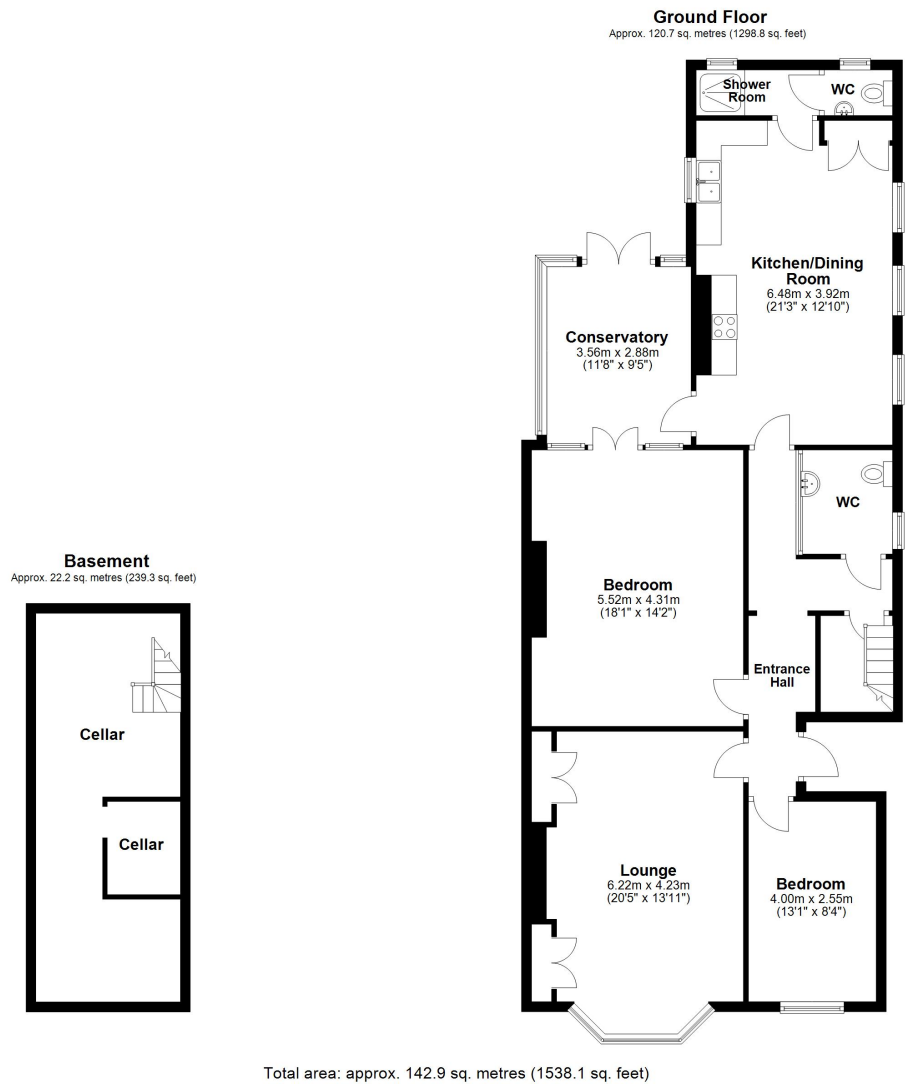 Ground Floor
Approx. 120.7 sq. metres (1298.8 sq. feet)
Shower
Room
WC
Kitchen/Dining
Room
6.48m x 3.92m
(21'3" x 12'10")
Conservatory
3.56m x 2.88m
(11'8" x 9'5")
WC
Bedroom
5.52m x 4.31m
(18'1" x 14'2")
Entrance
Hall
Lounge
6.22m x 4.23m
(20'5" x 13'11")
Bedroom
4.00m x 2.55m
(13'1" x 8'4")
Basement
Approx. 22.2 sq. metres (239.3 sq. feet)
Cellar
Cellar
Total area: approx. 142.9 sq. metres (1538.1 sq. feet)